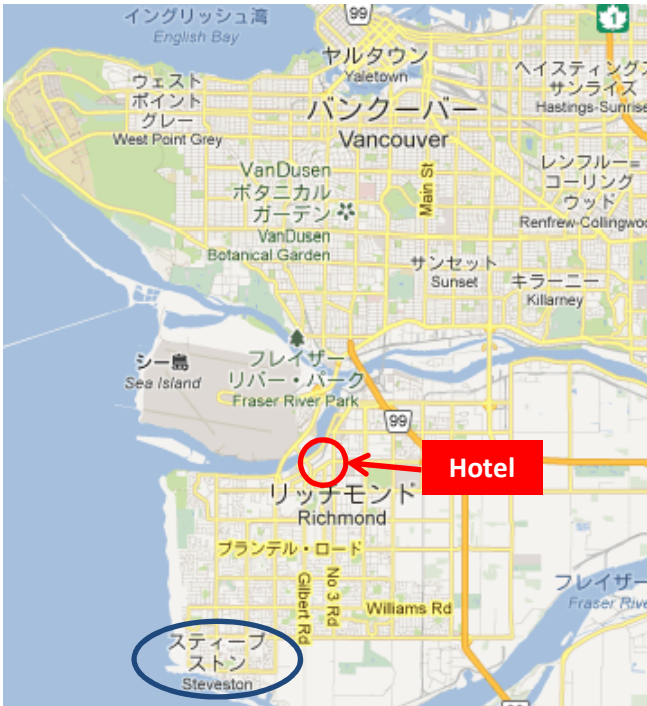 イングリッシュ湾
English Bay
99
1
ヤルタウン
Yaletown
ヘイスティングス
サンライズ
Hastings-Sunrise
ウェスト
ポイント
グレー
West Point Grey
バンクーバー
Vancouver
VanDusen
ボタニカル
ガーデン
VanDusen
Botanical Garden
Main St
レンフルー=
コーリング
ウッド
Renfrew-Collingwoo
サンセット
Sunset
キラーニー
Killarney
シー島
Sea Island
フレイザー
リバー・パーク
Fraser River Park
99
Hotel
リッチモンド
Richmond
ブランデル・ロード
Gilbert Rd
No 3 Rd
Williams Rd
フレイザー
Fraser Rive
スティーブ
ストン
Steveston